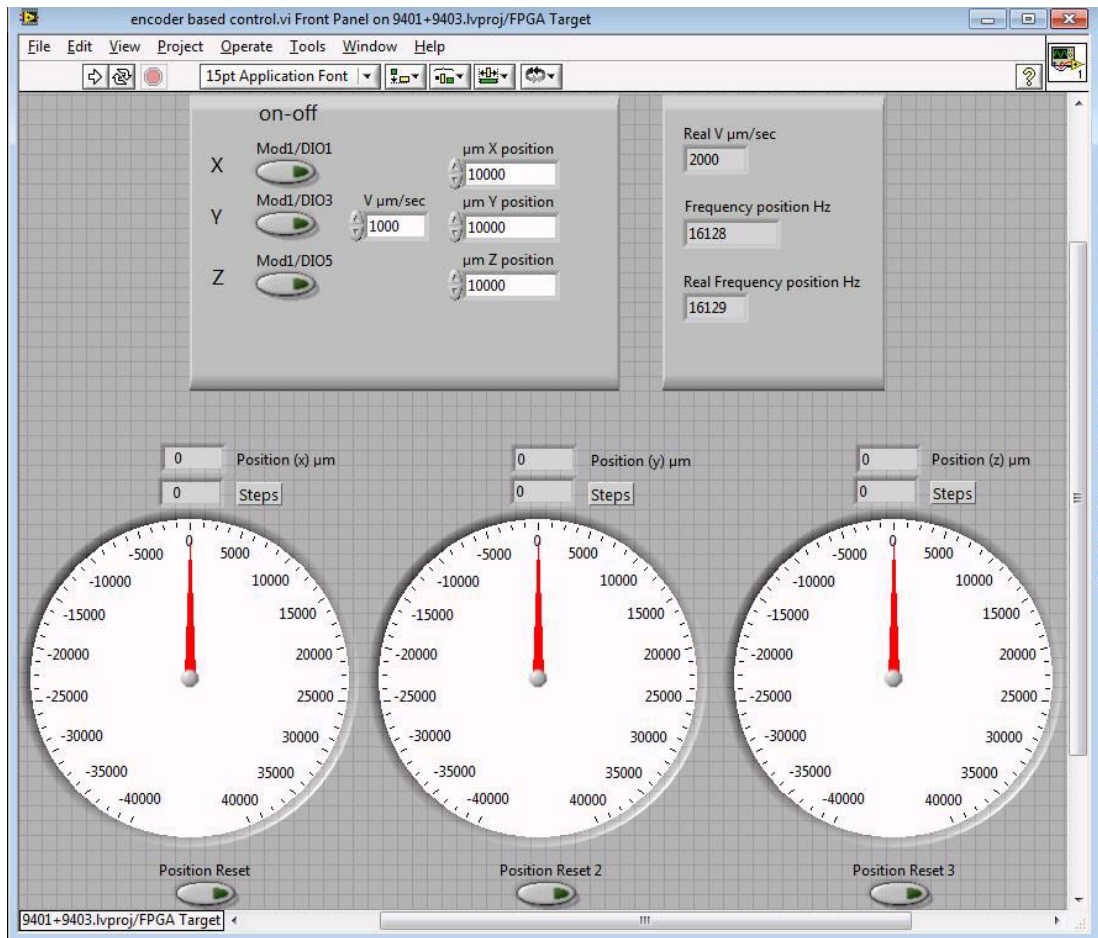 encoder based control.vi Front Panel on 9401+9403.lvproj/FPGA Target
File Edit View Project Operate Tools Window Help
15pt Application Font
1
on-off
X
Mod1/DIO1
µm X position
10000
Y
Mod1/DIO3
V µm/sec
1000
µm Y position
10000
Z
Mod1/DIO5
µm Z position
10000
Real V µm/sec
2000
Frequency position Hz
16128
Real Frequency position Hz
16129
0 Position (x) µm
0 Steps
0 Position (y) µm
0 Steps
0 Position (z) µm
0 Steps
0
-5000 5000
-10000 10000
-15000 15000
-20000 20000
-25000 25000
-30000 30000
-35000 35000
-40000 40000
0
-5000 5000
-10000 10000
-15000 15000
-20000 20000
-25000 25000
-30000 30000
-35000 35000
-40000 40000
0
-5000 5000
-10000 10000
-15000 15000
-20000 20000
-25000 25000
-30000 30000
-35000 35000
-40000 40000
Position Reset
Position Reset 2
Position Reset 3
9401+9403.lvproj/FPGA Target